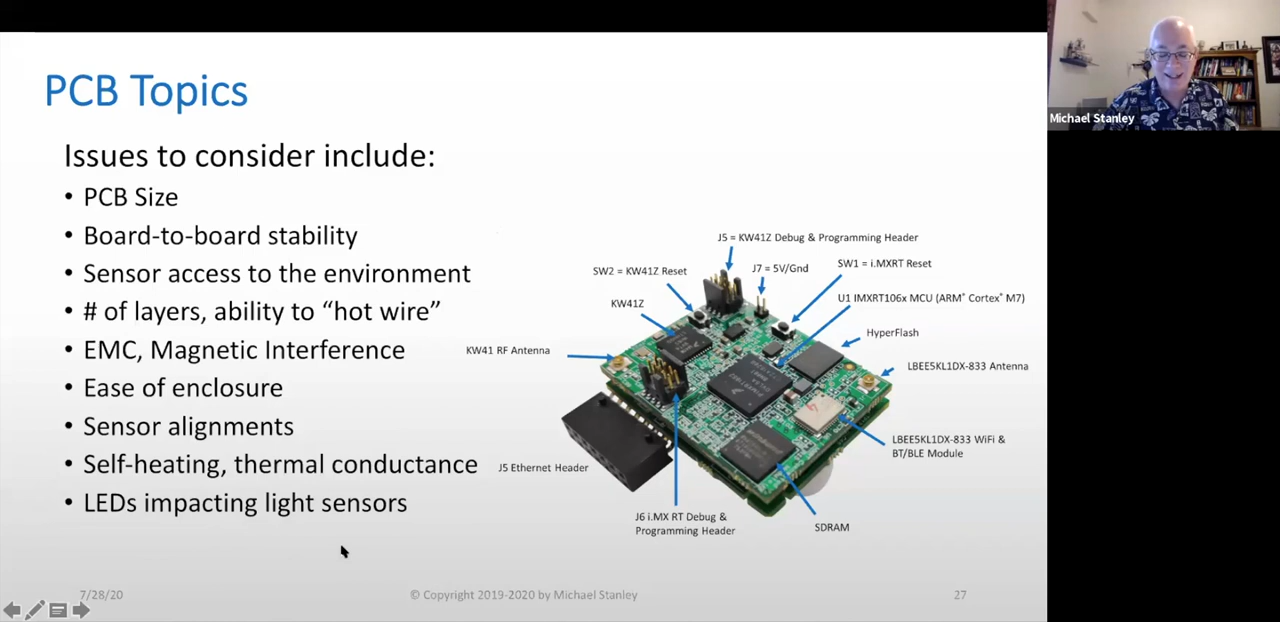 PCB Topics
Michael Stanley
Issues to consider include:
• PCB Size
• Board-to-board stability
• Sensor access to the environment
• # of layers, ability to “hot wire”
• EMC, Magnetic Interference
• Ease of enclosure
• Sensor alignments
• Self-heating, thermal conductance
• LEDs impacting light sensors
J5 = KW41Z Debug & Programming Header
SW2 = KW41Z Reset
J7 = 5V/Gnd
SW1 = i.MXRT Reset
KW41Z
U1 IMXRT106x MCU (ARM® Cortex® M7)
HyperFlash
KW41 RF Antenna
LBEE5KL1DX-833 Antenna
LBEE5KL1DX-833 WiFi &
BT/BLE Module
J5 Ethernet Header
J6 i.MX RT Debug &
Programming Header
SDRAM
7/28/20
© Copyright 2019-2020 by Michael Stanley
27